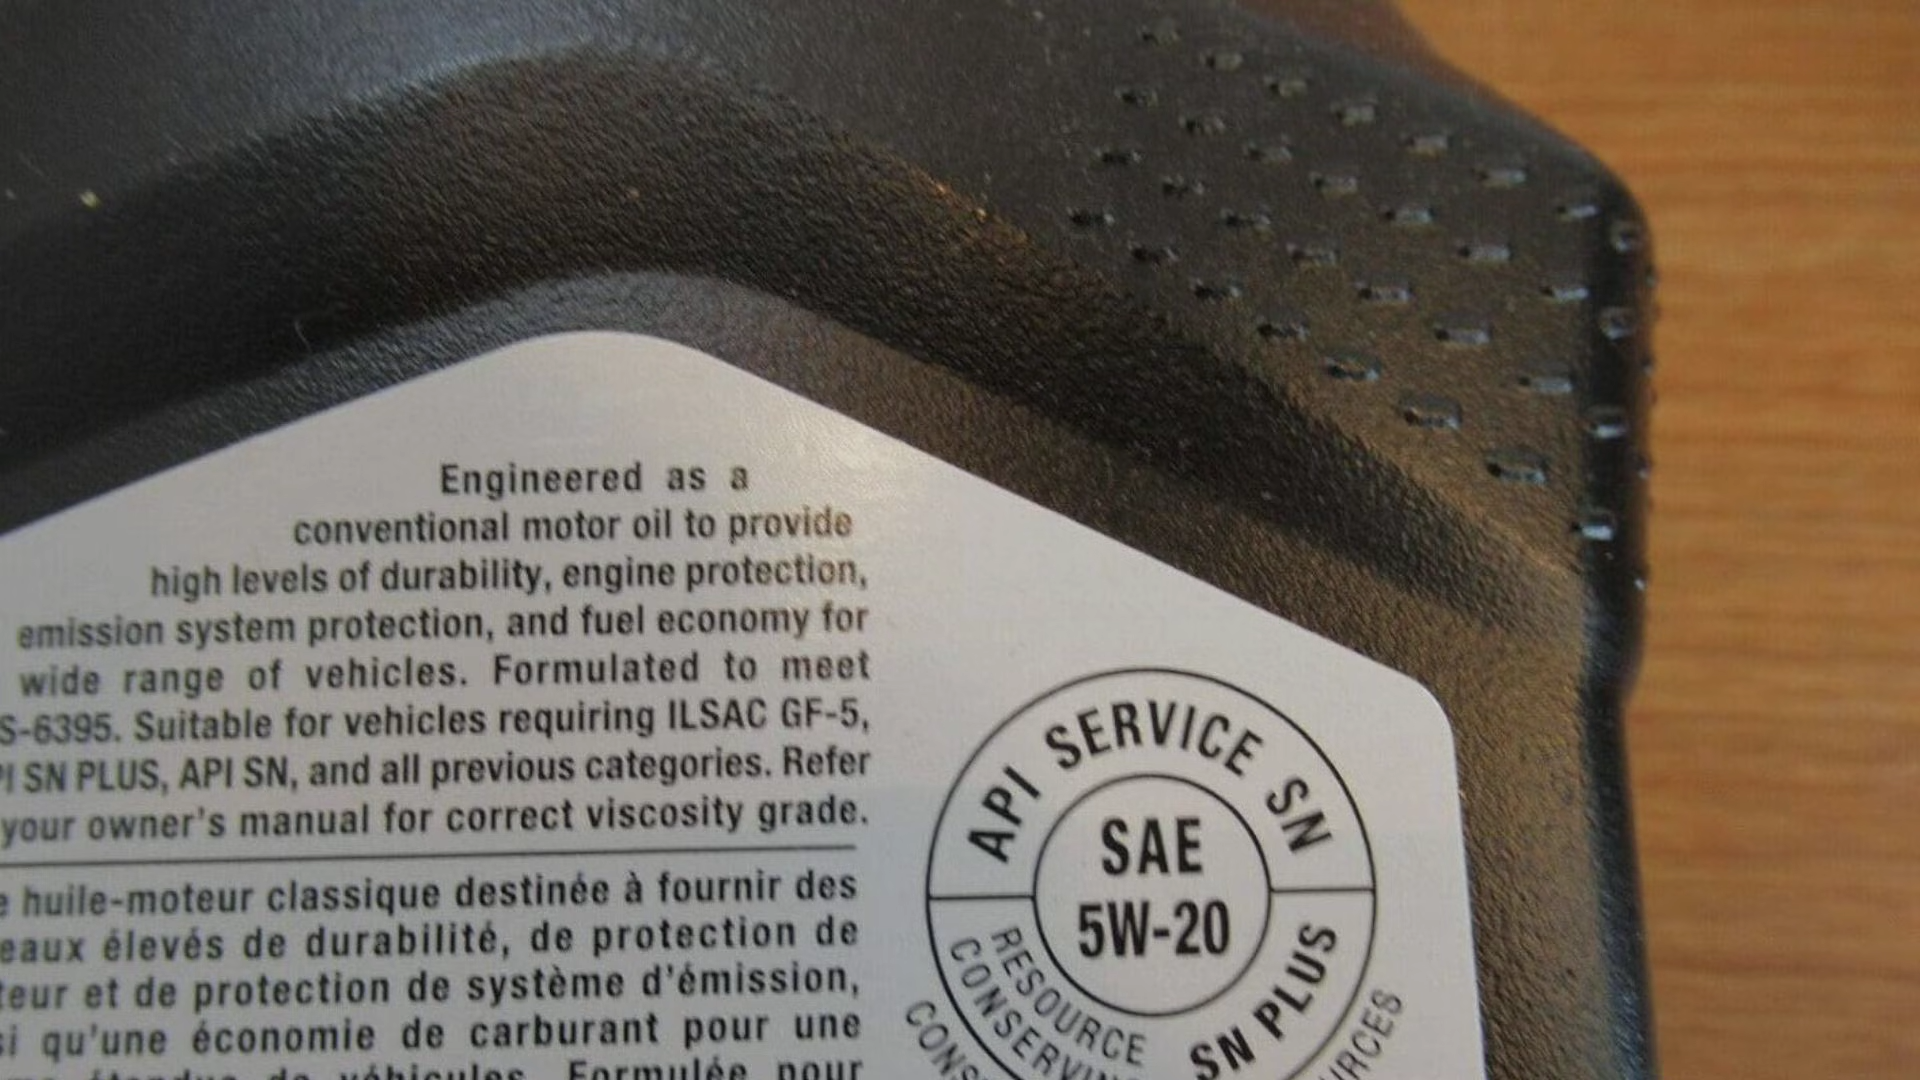 Engineered as a
conventional motor oil to provide
high levels of durability, engine protection,
emission system protection, and fuel economy for
wide range of vehicles. Formulated to meet
S-6395. Suitable for vehicles requiring ILSAC GF-5,
PI SN PLUS, API SN, and all previous categories. Refer
your owner's manual for correct viscosity grade.
e huile-moteur classique destinée à fournir des
eaux élevés de durabilité, de protection de
teur et de protection de système d'émission,
si qu'une économie de carburant pour une
étendue de véhicules. Formulée pour
API SERVICE SN
SAE
5W-20
RESOURCE
CONSERVIN
SN PLUS
CONS
URCES